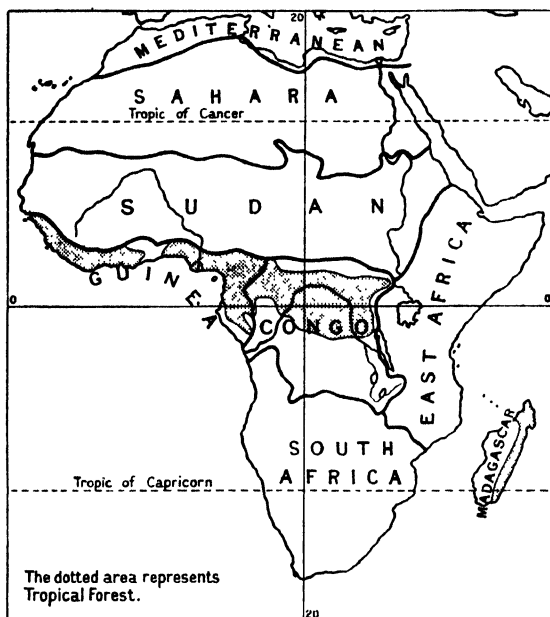 20
MEDITERRANEAN
SAHARA
Tropic of Cancer
SUDAN
GUINEA
0
0
CONGO
EAST AFRICA
MADAGASCAR
SOUTH
AFRICA
Tropic of Capricorn
The dotted area represents
Tropical Forest.
20